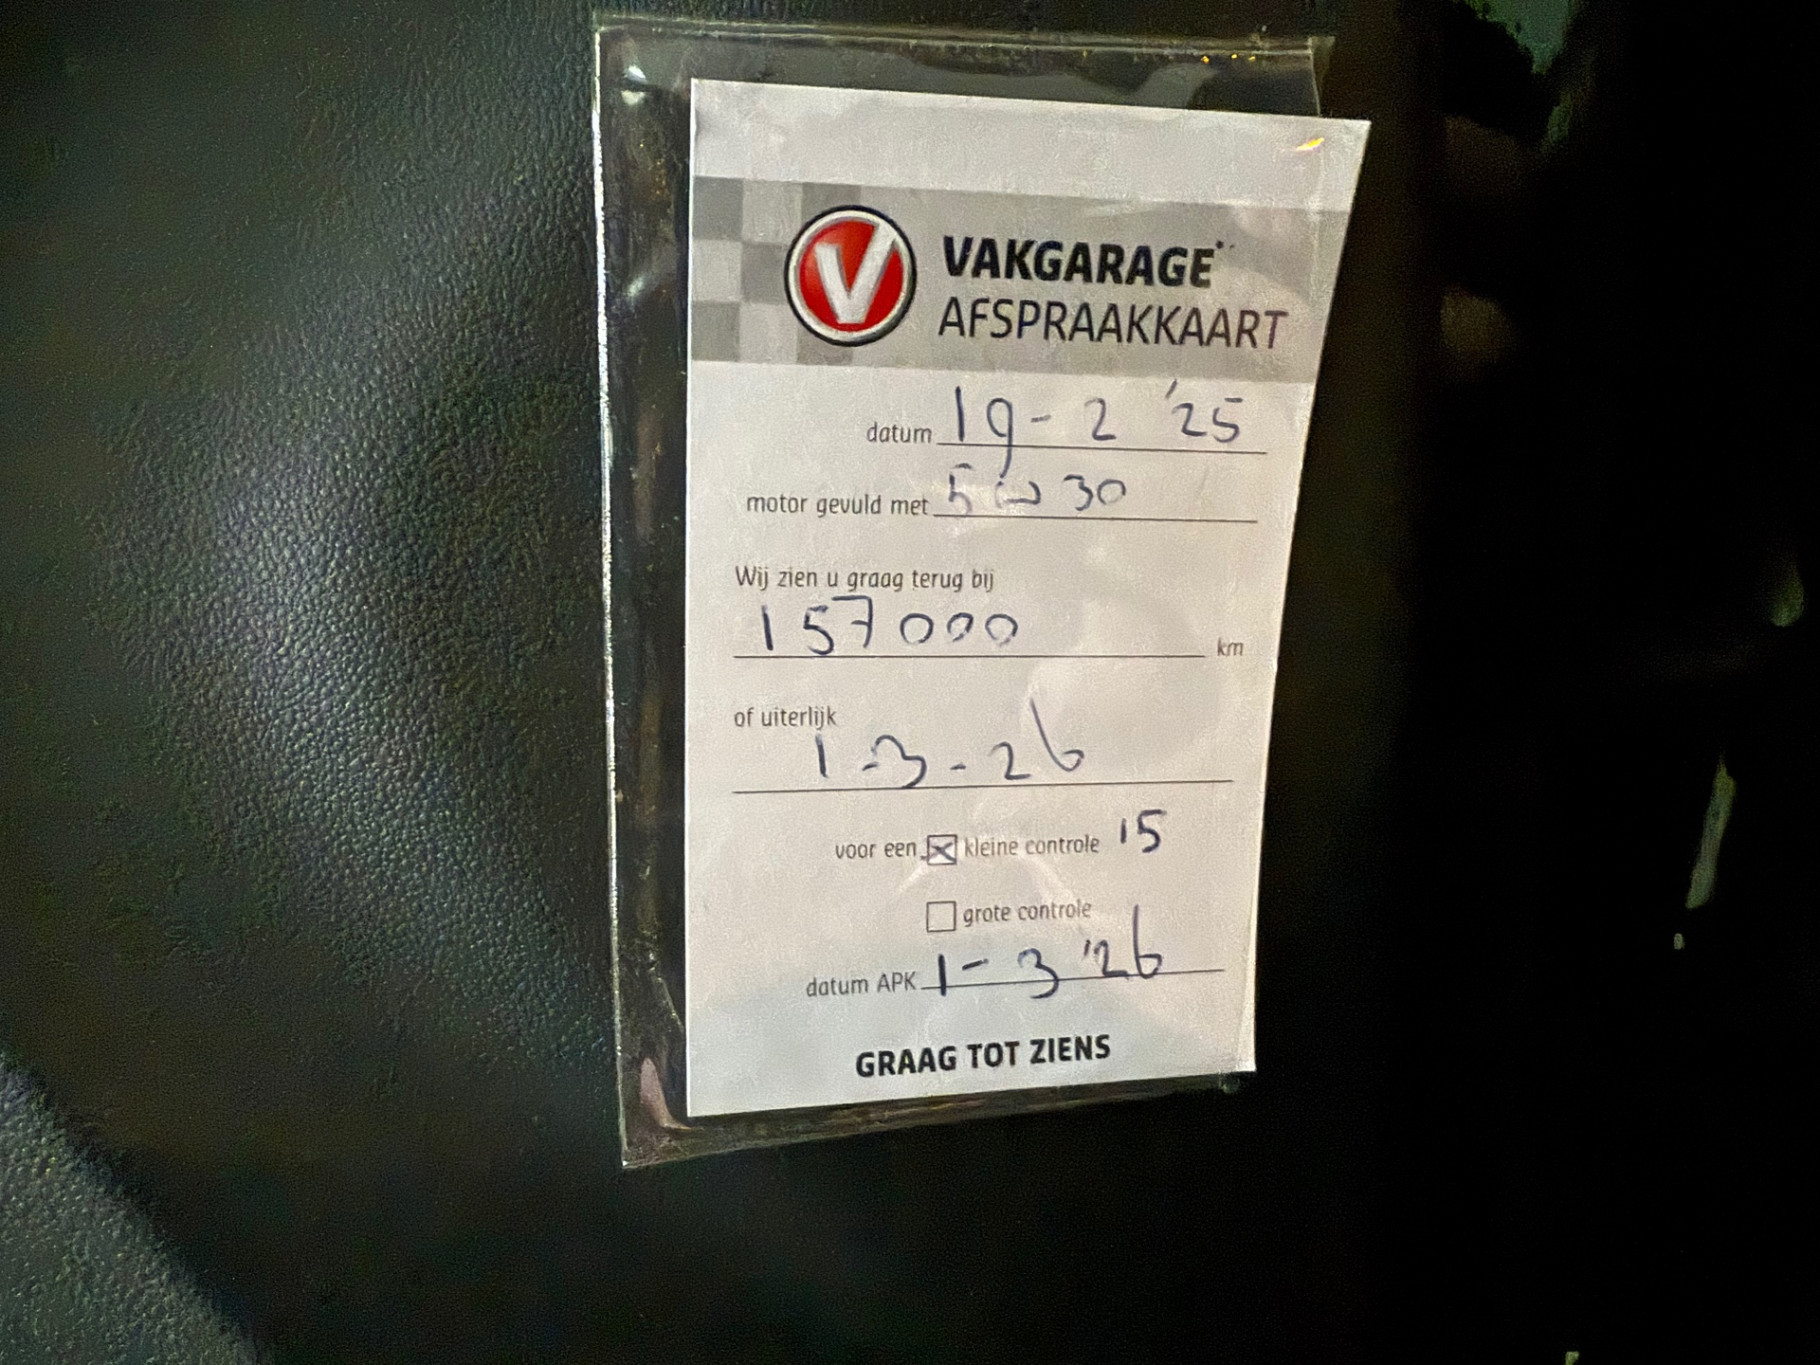 VAKGARAGE
AFSPRAAKKAART
datum 19-2 '25
motor gevuld met 5W30
Wij zien u graag terug bij
157000 km
of uiterlijk
1-3-26
voor een kleine controle 15
grote controle
datum APK 1-3 '26
GRAAG TOT ZIENS